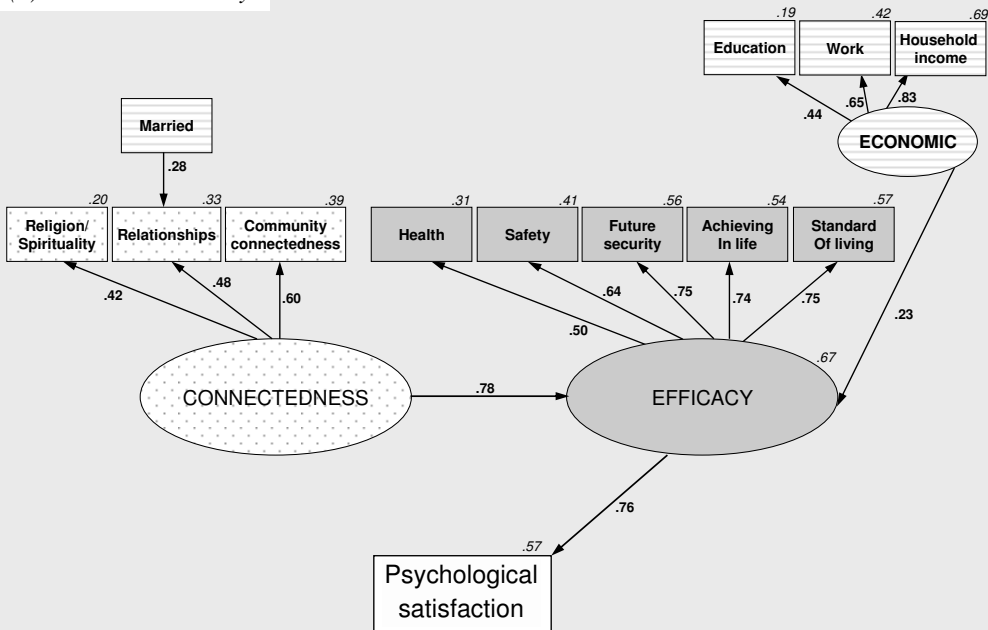 .19
.42
.69
Education
Work
Household
income
.44
.65
.83
ECONOMIC
Married
.28
.20
.33
.39
Religion/
Spirituality
Relationships
Community
connectedness
.42
.48
.60
CONNECTEDNESS
.78
.31
.41
.56
.54
.57
Health
Safety
Future
security
Achieving
In life
Standard
Of living
.50
.64
.75
.74
.75
.23
.67
EFFICACY
.76
.57
Psychological
satisfaction